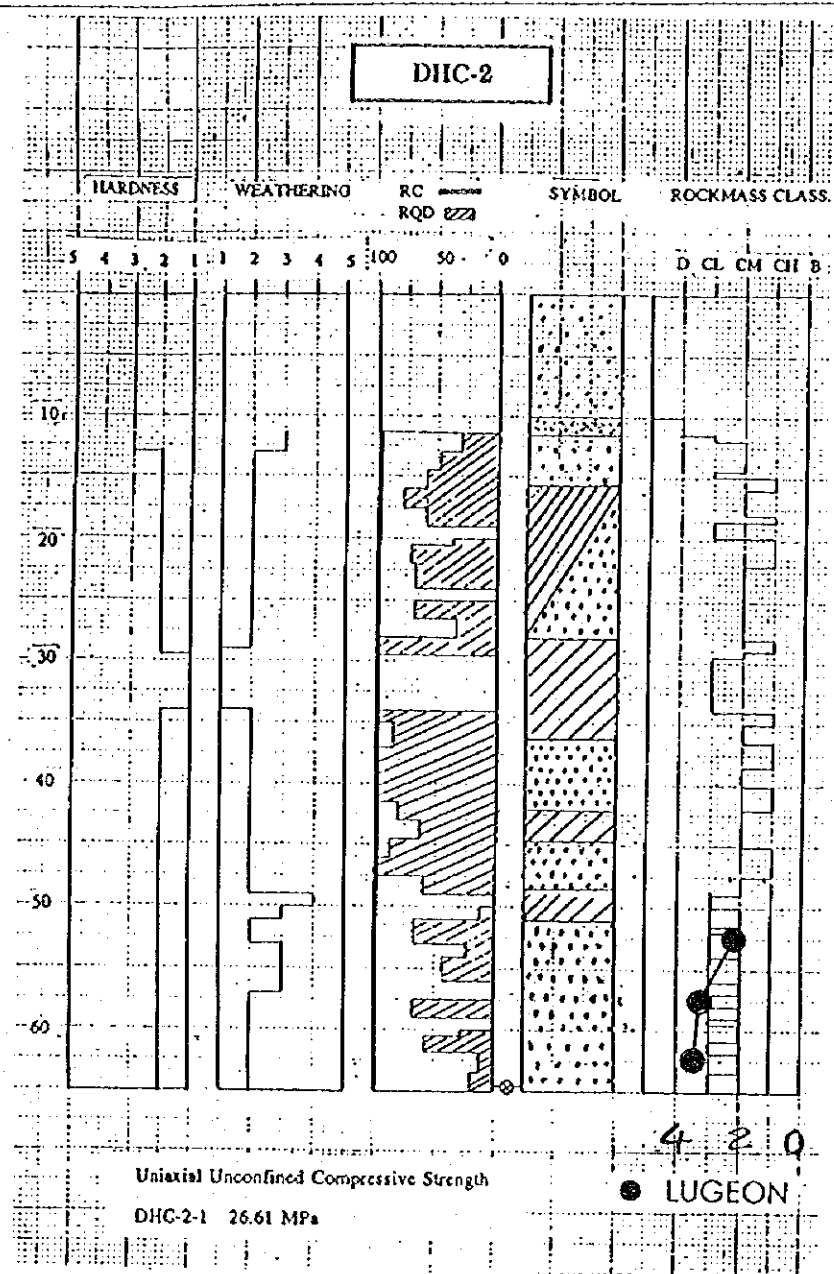 DHC-2
HARDNESS WEATHERING RC SYMBOL ROCKMASS CLASS.
RQD
5 4 3 2 1 1 2 3 4 5 100 50 0 D CL CM CH B
10
20
30
40
50
60
4 2 0
Uniaxial Unconfined Compressive Strength
LUGEON
DHC-2-1 26.61 MPa